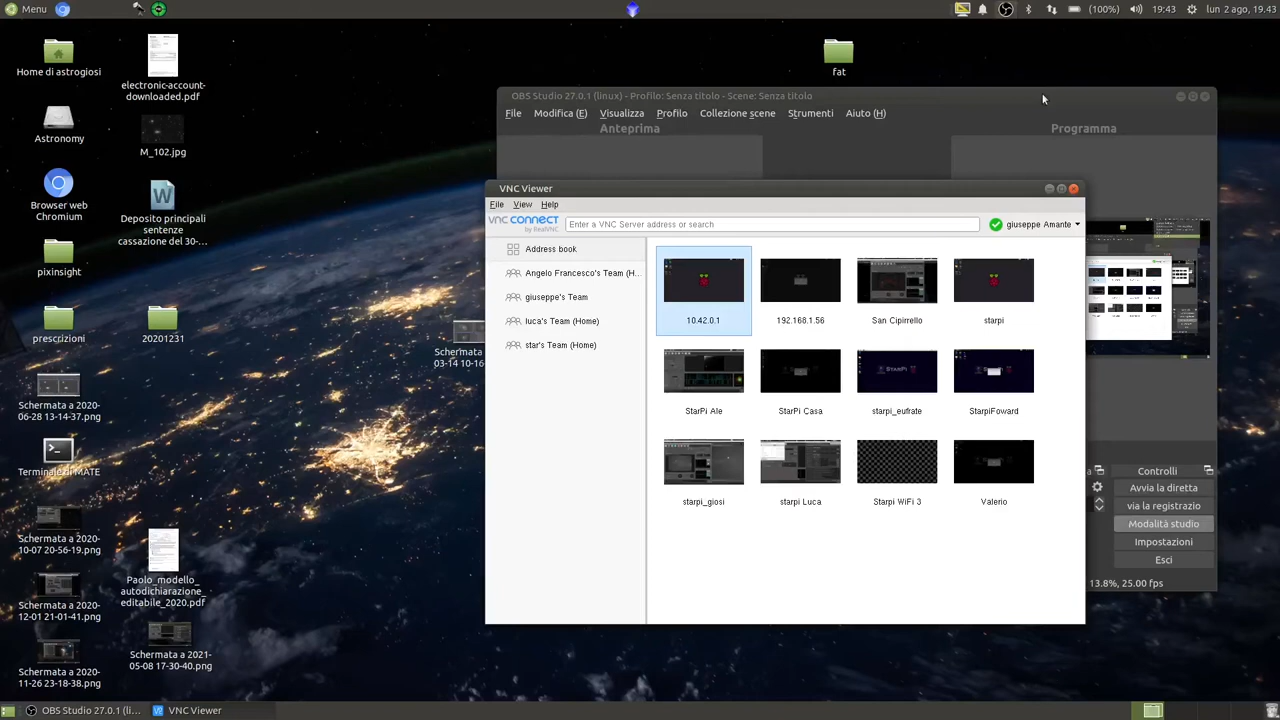 Menu
(100%)
19:43
lun 2 ago, 19:43
Home di astrogiosi
electronic-account-
downloaded.pdf
fat
Astronomy
M_102.jpg
Browser web
Chromium
Deposito principali
sentenze
cassazione del 30-…
pixinsight
prescrizioni
20201231
Schermata
03-14 10-16-
Schermata a 2020-
06-28 13-14-37.png
Terminale di MATE
10-07 20-56-19.png
Paolo_modello_
autodichiarazione_
editabile_2020.pdf
Schermata a 2020-
12-01 21-01-41.png
Schermata a 2021-
05-08 17-30-40.png
Schermata a 2020-
11-26 23-18-38.png
OBS Studio 27.0.1 (linux) - Profilo: Senza titolo - Scene: Senza titolo
File
Modifica (E)
Visualizza
Profilo
Collezione scene
Strumenti
Aiuto (H)
Anteprima
Programma
VNC Viewer
File
View
Help
VNC CONNECT
by RealVNC
Enter a VNC Server address or search
giuseppe Amante
Address book
Angelo Francesco's Team (H…
giuseppe's Team
luca's Team (Home)
star's Team (Home)
10.42.0.1
192.168.1.56
San Cipirrello
starpi
StarPi Ale
StarPi Casa
starpi_eufrate
StarpiFoward
starpi_giosi
starpi Luca
Starpi WiFi 3
Valerio
a
Controlli
Avvia la diretta
via la registrazio
Modalità studio
Impostazioni
Esci
13.8%, 25.00 fps
OBS Studio 27.0.1 (li…
VNC Viewer